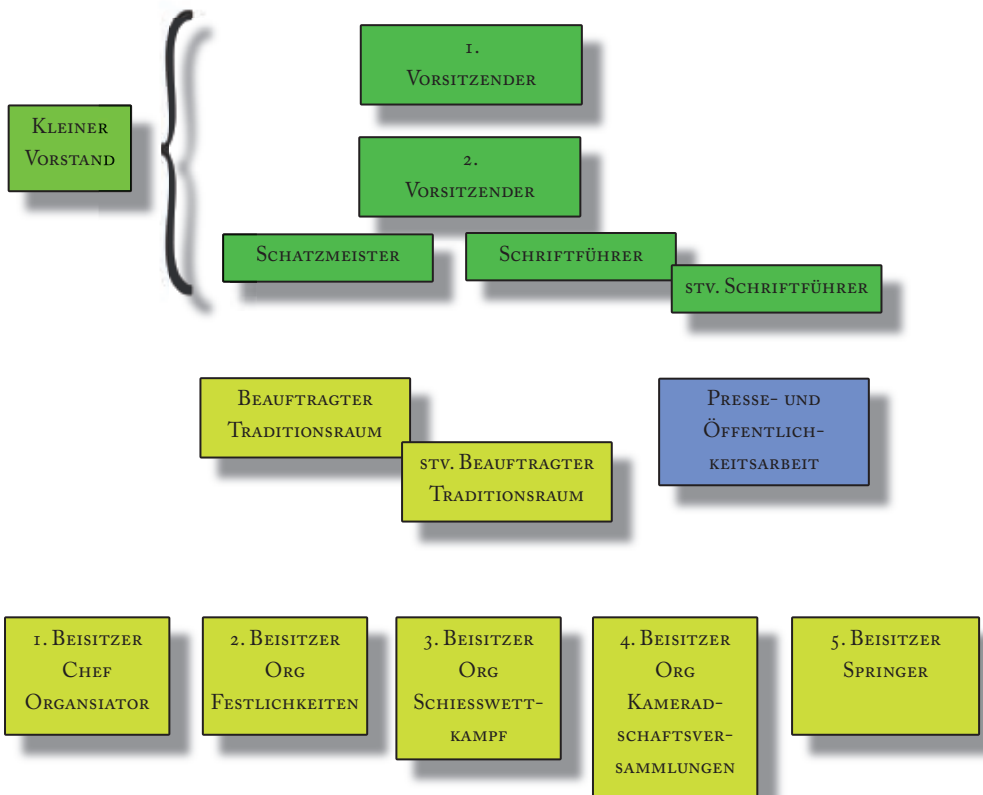 1.
Vorsitzender
Kleiner
Vorstand
2.
Vorsitzender
Schatzmeister
Schriftführer
stv. Schriftführer
Beauftragter
Traditionsraum
stv. Beauftragter
Traditionsraum
Presse- und
Öffentlich-
keitsarbeit
1. Beisitzer
Chef
Organsiator
2. Beisitzer
Org
Festlichkeiten
3. Beisitzer
Org
Schiesswett-
kampf
4. Beisitzer
Org
Kamerad-
schaftsver-
sammlungen
5. Beisitzer
Springer